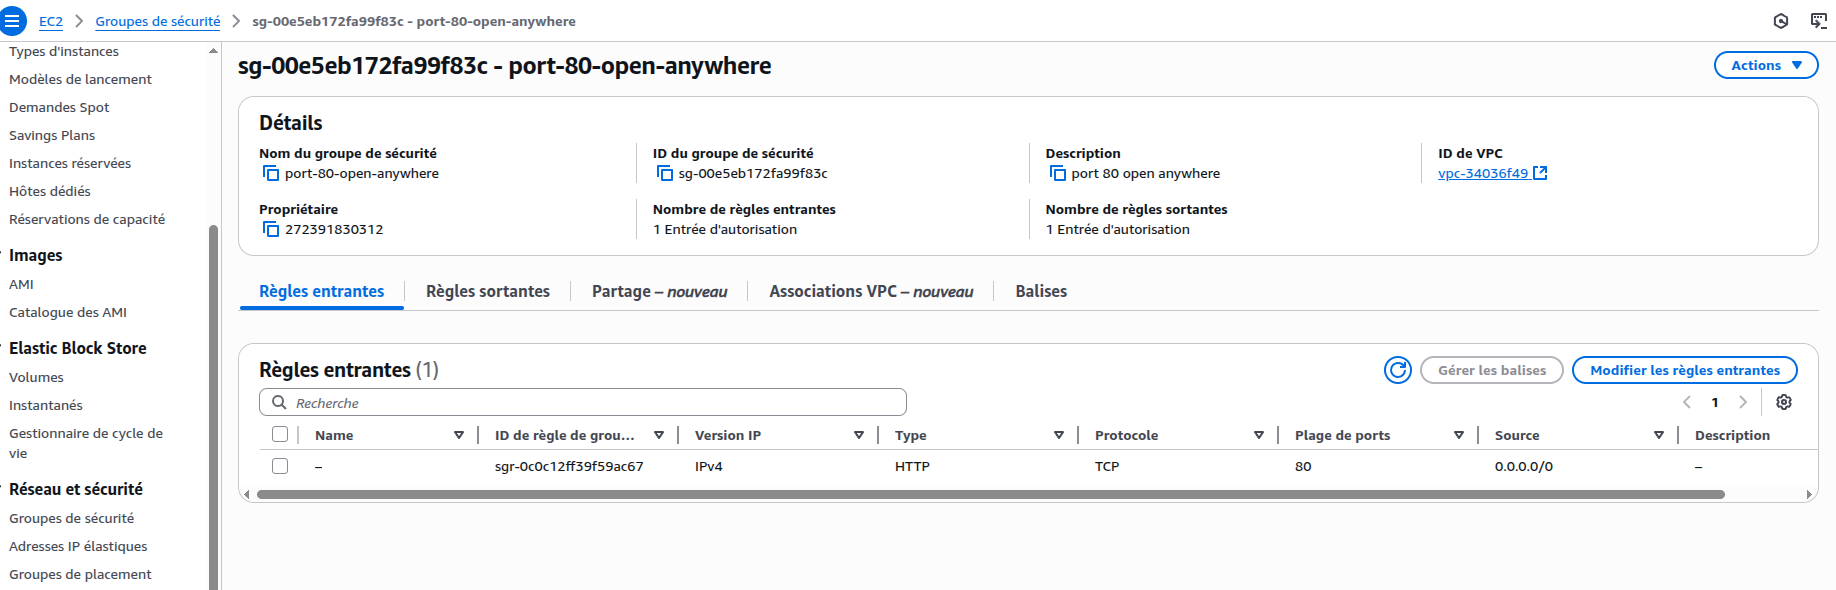 EC2 > Groupes de sécurité > sg-00e5eb172fa99f83c - port-80-open-anywhere
Types d'instances
Modèles de lancement
Demandes Spot
Savings Plans
Instances réservées
Hôtes dédiés
Réservations de capacité
Images
AMI
Catalogue des AMI
Elastic Block Store
Volumes
Instantanés
Gestionnaire de cycle de
vie
Réseau et sécurité
Groupes de sécurité
Adresses IP élastiques
Groupes de placement
sg-00e5eb172fa99f83c - port-80-open-anywhere
Actions
Détails
Nom du groupe de sécurité
port-80-open-anywhere
ID du groupe de sécurité
sg-00e5eb172fa99f83c
Description
port 80 open anywhere
ID de VPC
vpc-34036f49
Propriétaire
272391830312
Nombre de règles entrantes
1 Entrée d'autorisation
Nombre de règles sortantes
1 Entrée d'autorisation
Règles entrantes
Règles sortantes
Partage – nouveau
Associations VPC – nouveau
Balises
Règles entrantes (1)
Gérer les balises
Modifier les règles entrantes
Recherche
1
Name ID de règle de grou... Version IP Type Protocole Plage de ports Source Description
– sgr-0c0c12ff39f59ac67 IPv4 HTTP TCP 80 0.0.0.0/0 –